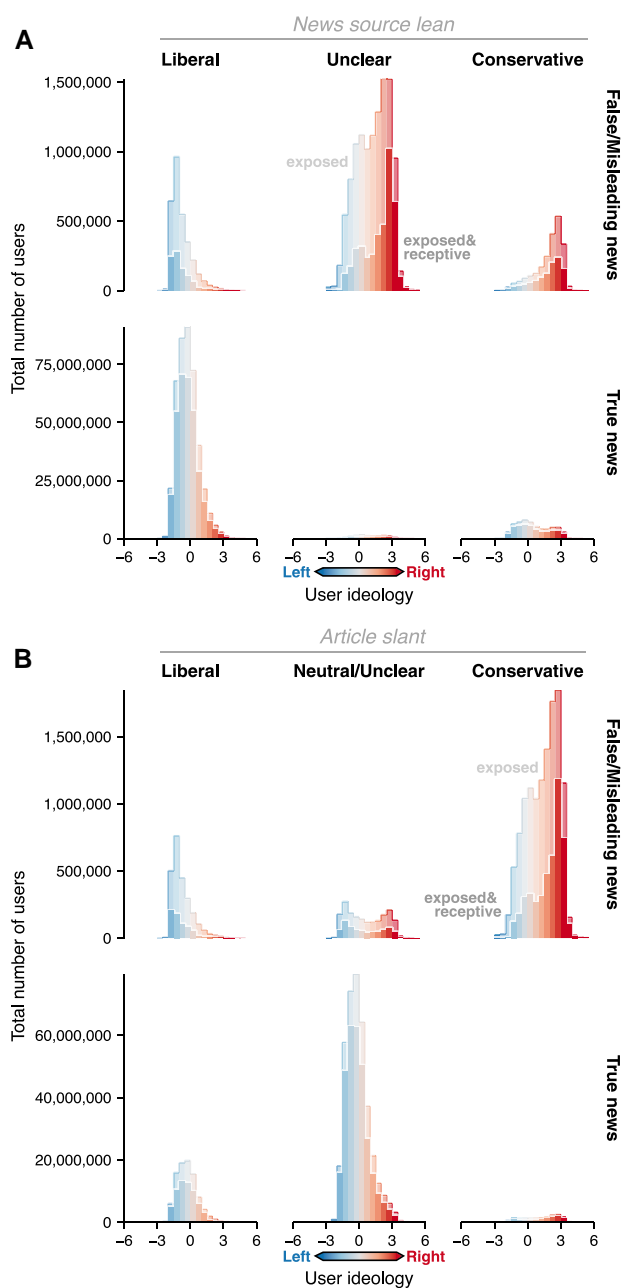 A
News source lean
Liberal
Unclear
Conservative
Total number of users
1,500,000
1,000,000
500,000
0
exposed
exposed&
receptive
False/Misleading news
75,000,000
50,000,000
25,000,000
0
True news
−6 −3 0 3 6
−6 −3 0 3 6
−6 −3 0 3 6
Left Right
User ideology
B
Article slant
Liberal
Neutral/Unclear
Conservative
Total number of users
1,500,000
1,000,000
500,000
0
exposed
exposed&
receptive
False/Misleading news
Total number of users
60,000,000
40,000,000
20,000,000
0
True news
−6 −3 0 3 6
−6 −3 0 3 6
−6 −3 0 3 6
Left Right
User ideology